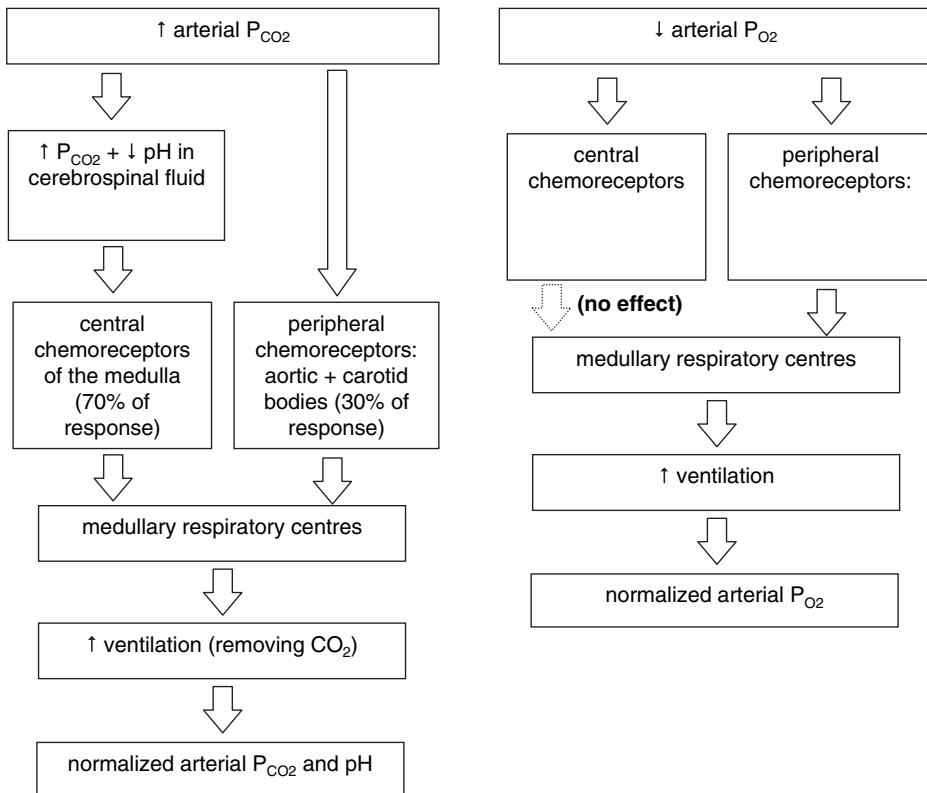 ↑ arterial P_CO2
↑ P_CO2 + ↓ pH in
cerebrospinal fluid
central
chemoreceptors
of the medulla
(70% of
response)
peripheral
chemoreceptors:
aortic + carotid
bodies (30% of
response)
medullary respiratory centres
↑ ventilation (removing CO₂)
normalized arterial P_CO2 and pH
↓ arterial P_O2
central
chemoreceptors
peripheral
chemoreceptors:
(no effect)
medullary respiratory centres
↑ ventilation
normalized arterial P_O2